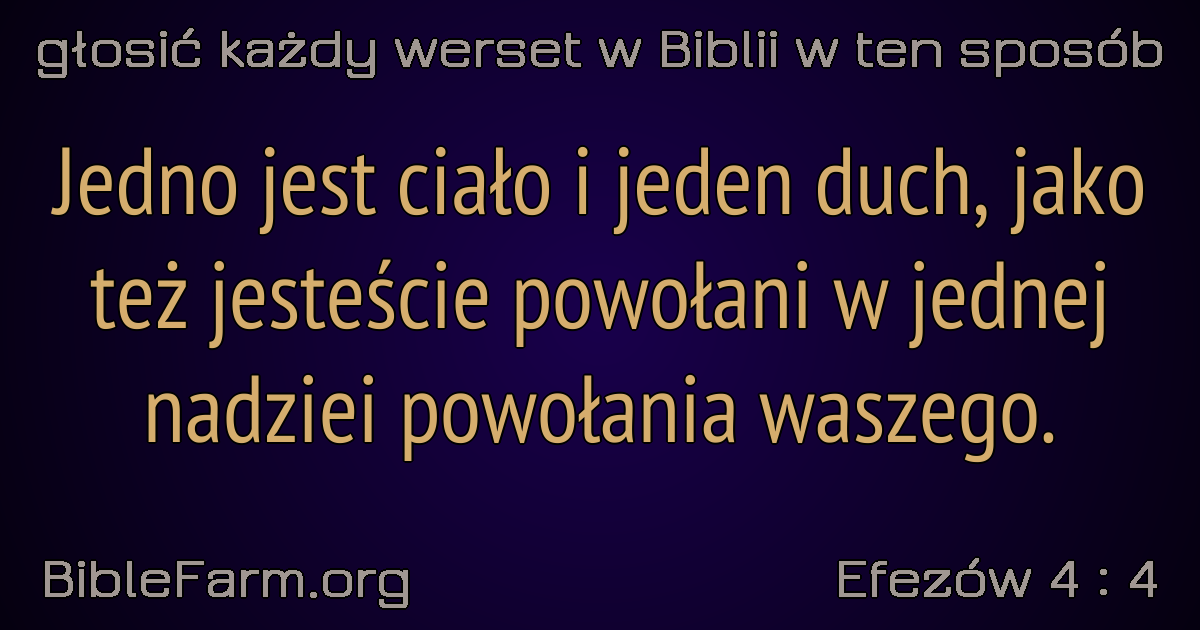 głosić każdy werset w Biblii w ten sposób
Jedno jest ciało i jeden duch, jako
też jesteście powołani w jednej
nadziei powołania waszego.
BibleFarm.org
Efezów 4 : 4